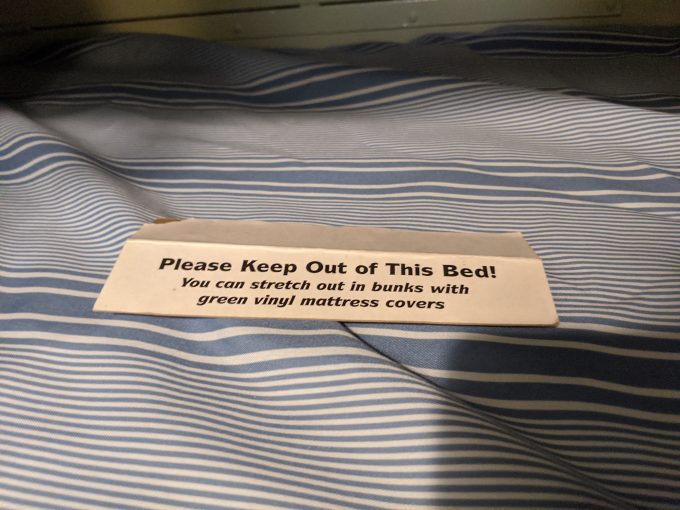 Please Keep Out of This Bed!
You can stretch out in bunks with
green vinyl mattress covers